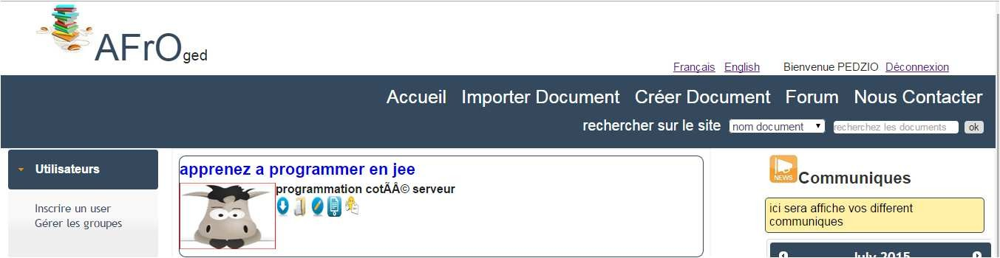 AFrOged
Français English Bienvenue PEDZIO Déconnexion
Accueil Importer Document Créer Document Forum Nous Contacter
rechercher sur le site nom document recherchez les documents ok
Utilisateurs
Inscrire un user
Gérer les groupes
apprenez a programmer en jee
programmation cotÃÃ© serveur
NEWS
Communiques
ici sera affiche vos different
communiques
July 2015